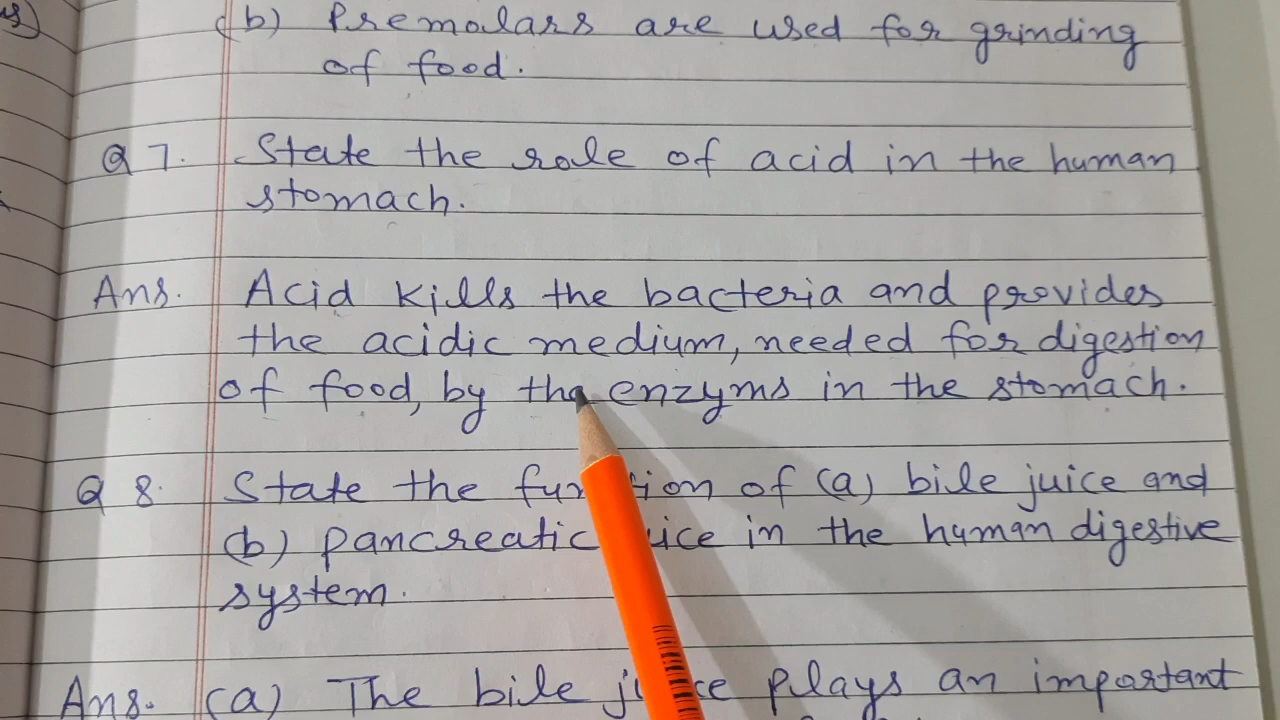 (b) Premolars are used for grinding
of food.
Q 7. State the role of acid in the human
stomach.
Ans. Acid kills the bacteria and provides
the acidic medium, needed for digestion
of food, by the enzyms in the stomach.
Q 8. State the function of (a) bile juice and
(b) pancreatic juice in the human digestive
system.
Ans. (a) The bile juice plays an important